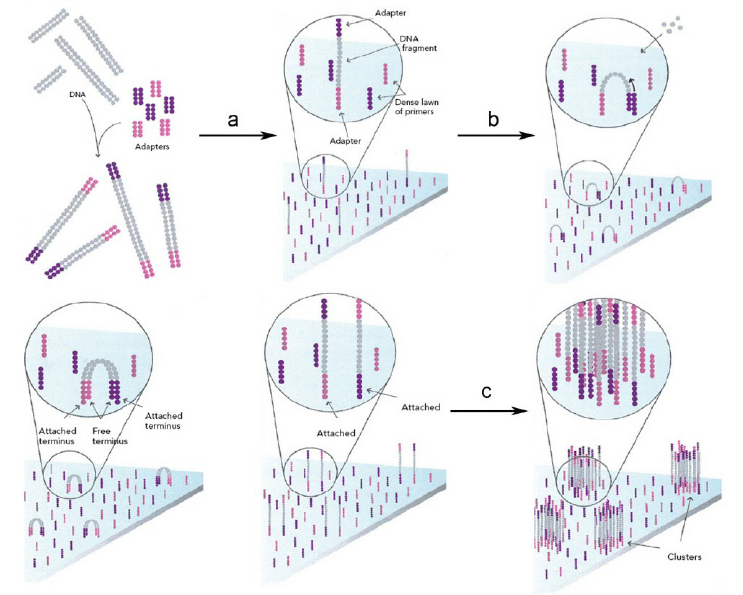 DNA
Adapters
a
Adapter
DNA
fragment
Dense lawn
of primers
Adapter
b
Attached
terminus
Free
terminus
Attached
terminus
Attached
Attached
c
Clusters